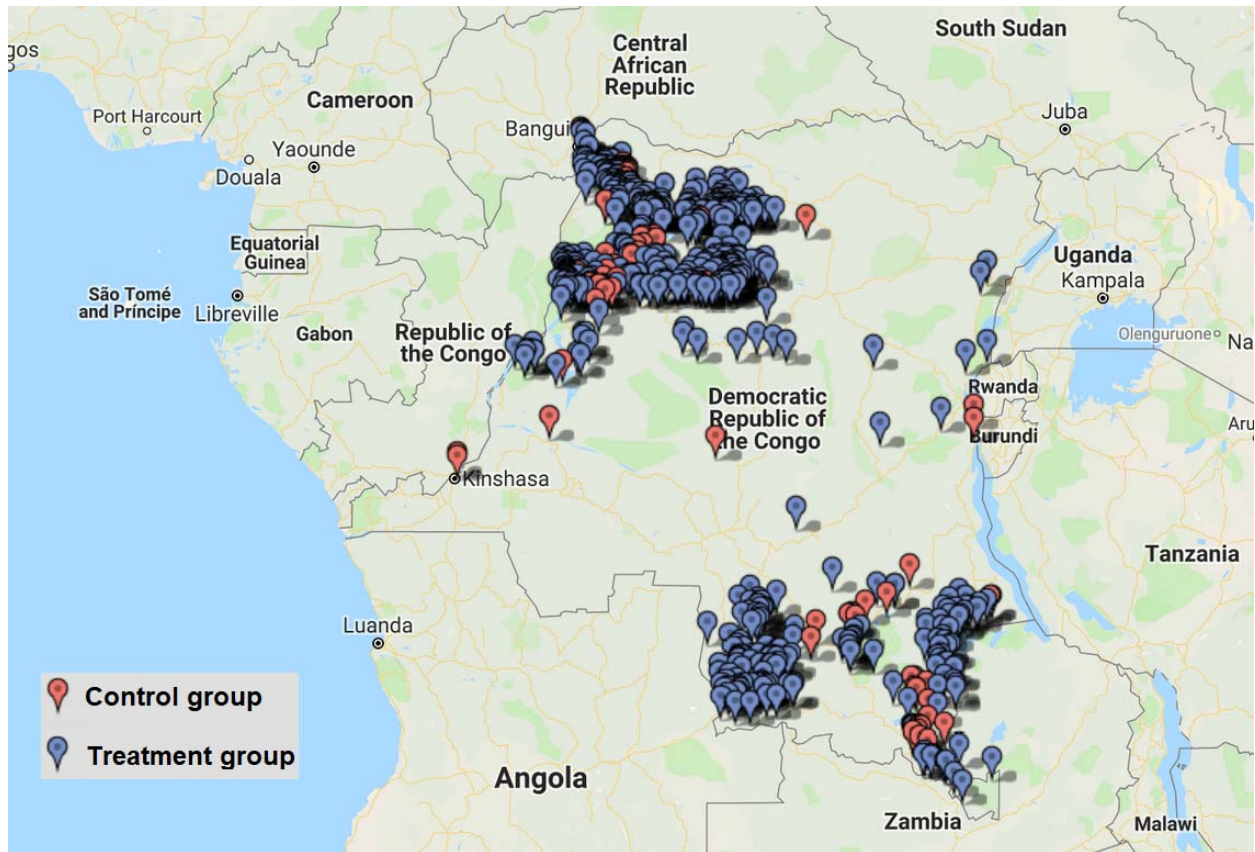 South Sudan
Central
African
Republic
gos
Cameroon
Port Harcourt
Bangui
Juba
Yaounde
Douala
Equatorial
Guinea
Uganda
Kampala
São Tomé
and Príncipe
Libreville
Gabon
Republic of
the Congo
Olenguruone
Na
Rwanda
Democratic
Republic of
the Congo
Burundi
Aru
Kinshasa
Tanzania
Luanda
Control group
Treatment group
Angola
Zambia
Malawi